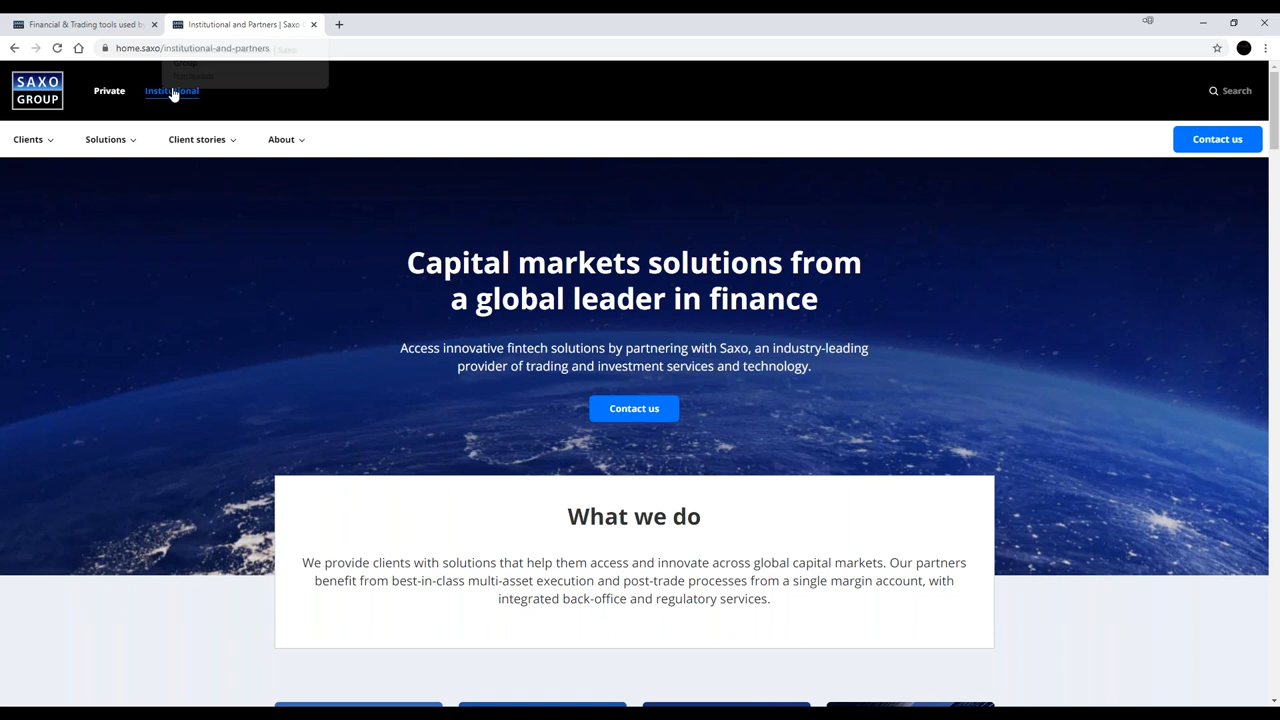 Financial & Trading tools used by
Institutional and Partners | Saxo
home.saxo/institutional-and-partners
SAXO
GROUP
Private
Institutional
Search
Clients
Solutions
Client stories
About
Contact us
Capital markets solutions from
a global leader in finance
Access innovative fintech solutions by partnering with Saxo, an industry-leading
provider of trading and investment services and technology.
Contact us
What we do
We provide clients with solutions that help them access and innovate across global capital markets. Our partners
benefit from best-in-class multi-asset execution and post-trade processes from a single margin account, with
integrated back-office and regulatory services.